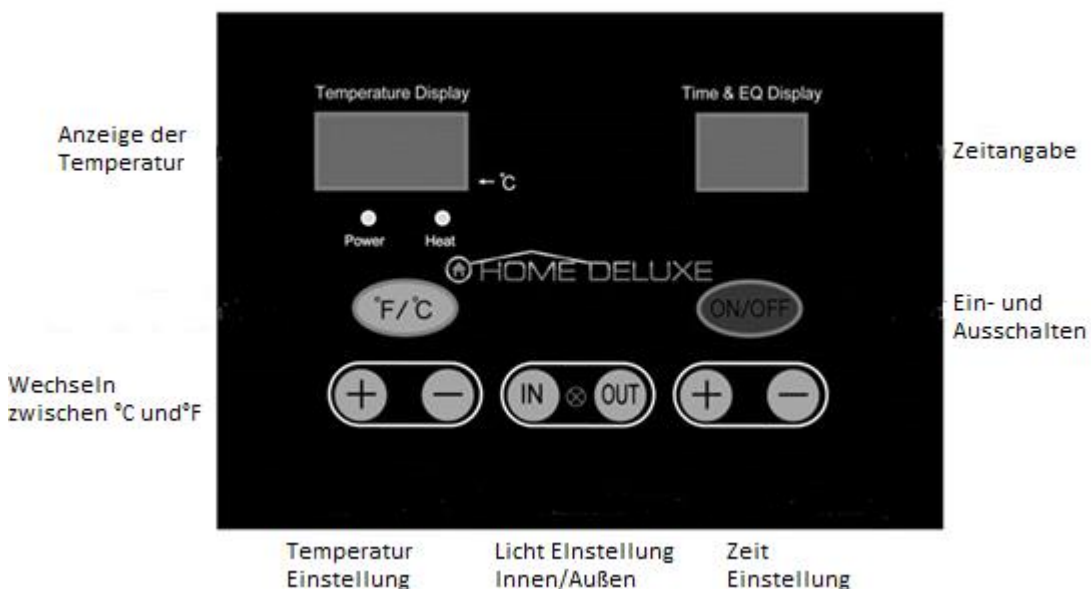 Temperature Display
Time & EQ Display
Anzeige der
Temperatur
Zeitangabe
←°C
Power
Heat
HOME DELUXE
°F/°C
ON/OFF
Ein- und
Ausschalten
Wechseln
zwischen °C und°F
+
−
IN
OUT
+
−
Temperatur
Einstellung
Licht EInstellung
Innen/Außen
Zeit
Einstellung